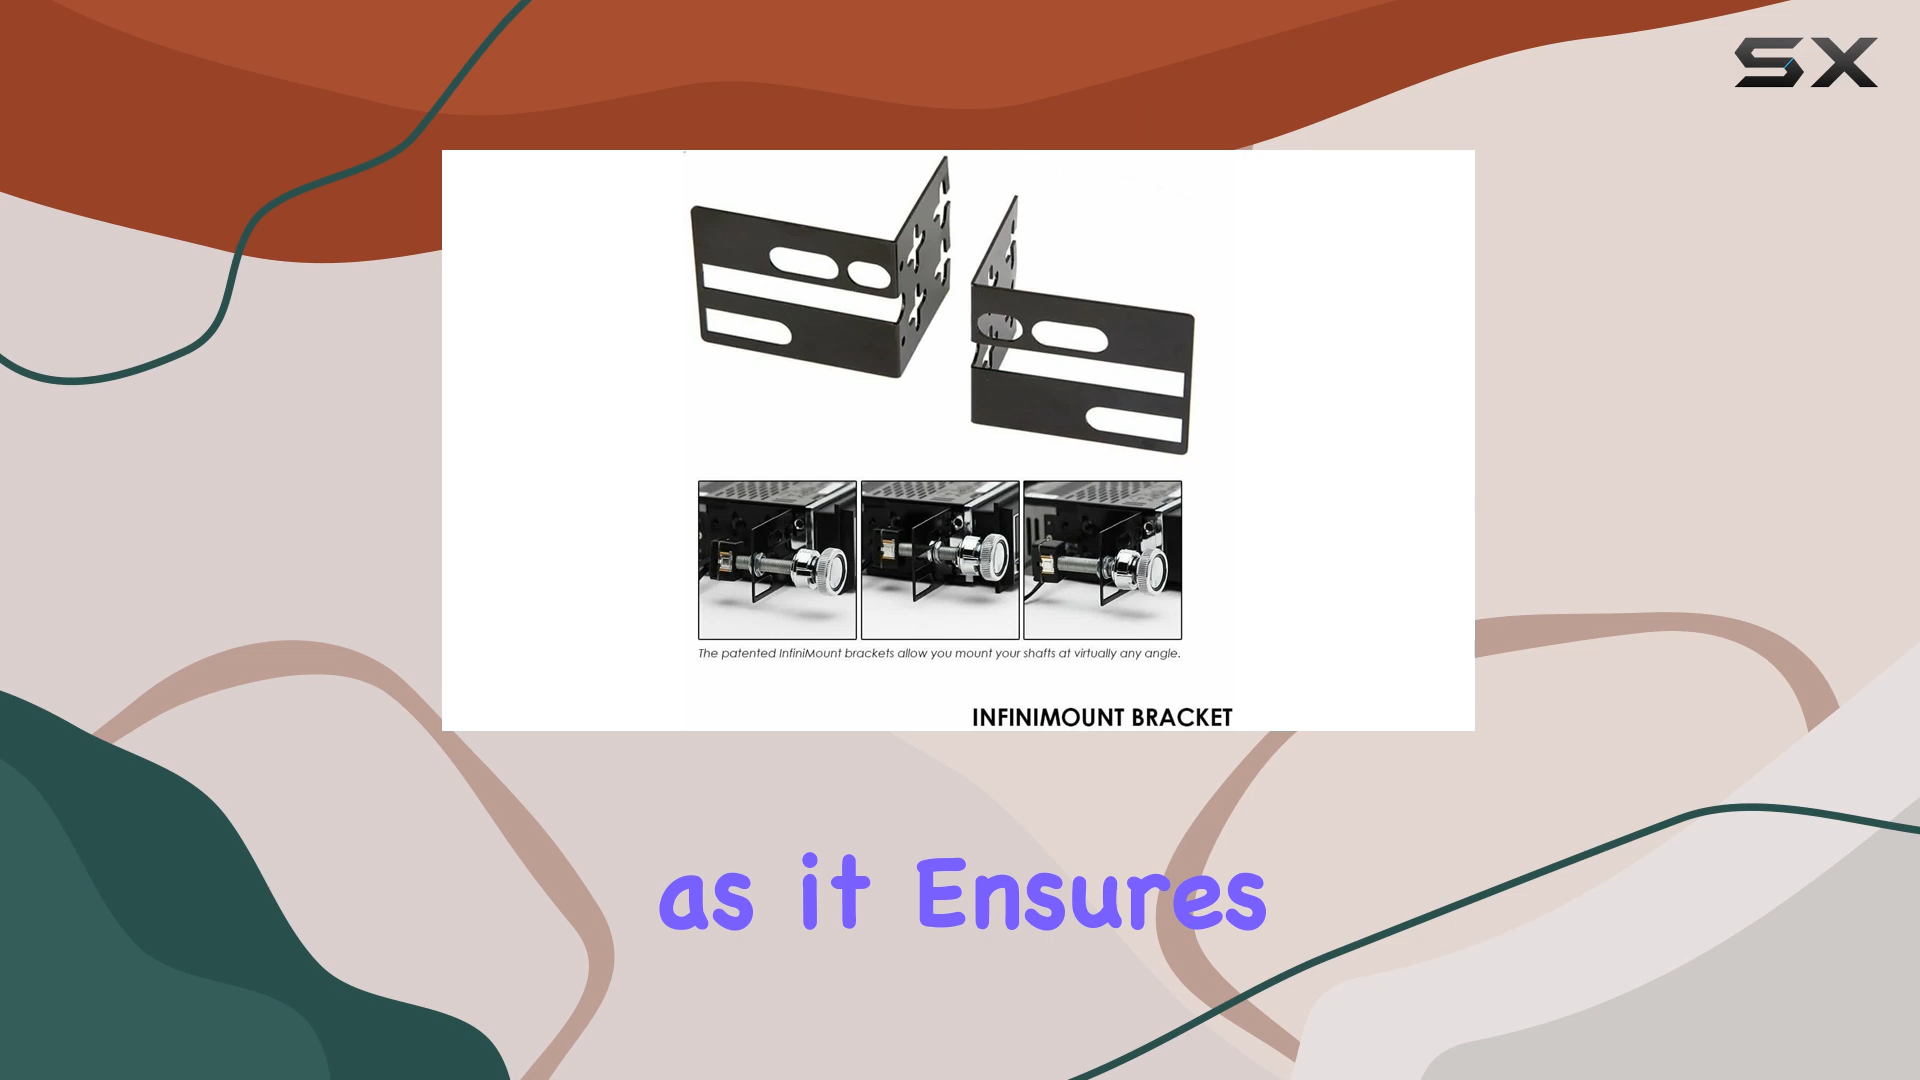 SX
The patented InfiniMount brackets allow you mount your shafts at virtually any angle.
INFINIMOUNT BRACKET
as it Ensures